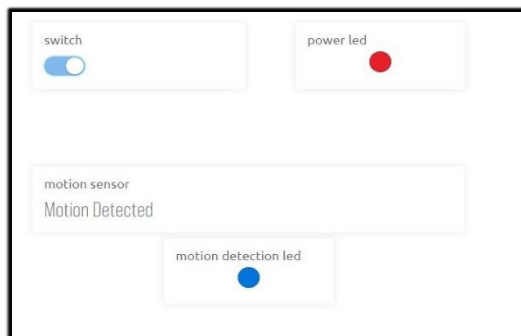 switch
power led
motion sensor
Motion Detected
motion detection led